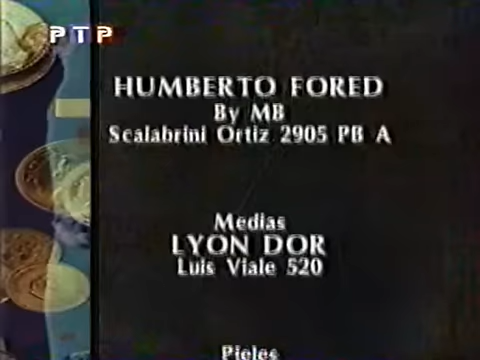 РТР
HUMBERTO FORED
By MB
Scalabrini Ortiz 2905 PB A
Medias
LYON DOR
Luis Viale 520
Pieles